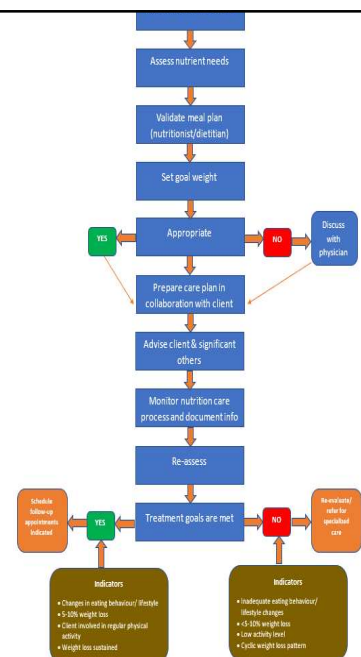 Assess nutrient needs
Validate meal plan
(nutritionist/dietitian)
Set goal weight
YES
Appropriate
NO
Discuss
with
physician
Prepare care plan in
collaboration with client
Advise client & significant
others
Monitor nutrition care
process and document info
Re-assess
Schedule
follow-up
appointments
indicated
YES
Treatment goals are met
NO
Re-evaluate/
refer for
specialised
care
Indicators
• Changes in eating behaviour/ lifestyle
• 5-10% weight loss
• Client involved in regular physical
activity
• Weight loss sustained
Indicators
• Inadequate eating behaviour/
lifestyle changes
• <5-10% weight loss
• Low activity level
• Cyclic weight loss pattern